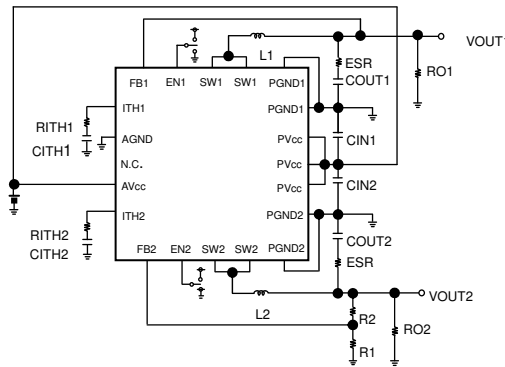 L1
VOUT1
ESR
COUT1
RO1
FB1 EN1 SW1 SW1 PGND1
ITH1
PGND1
RITH1
CITH1
AGND
PVcc
CIN1
N.C.
PVcc
AVcc
PVcc
CIN2
ITH2
PGND2
RITH2
CITH2
COUT2
FB2 EN2 SW2 SW2 PGND2
ESR
VOUT2
L2
R2
RO2
R1